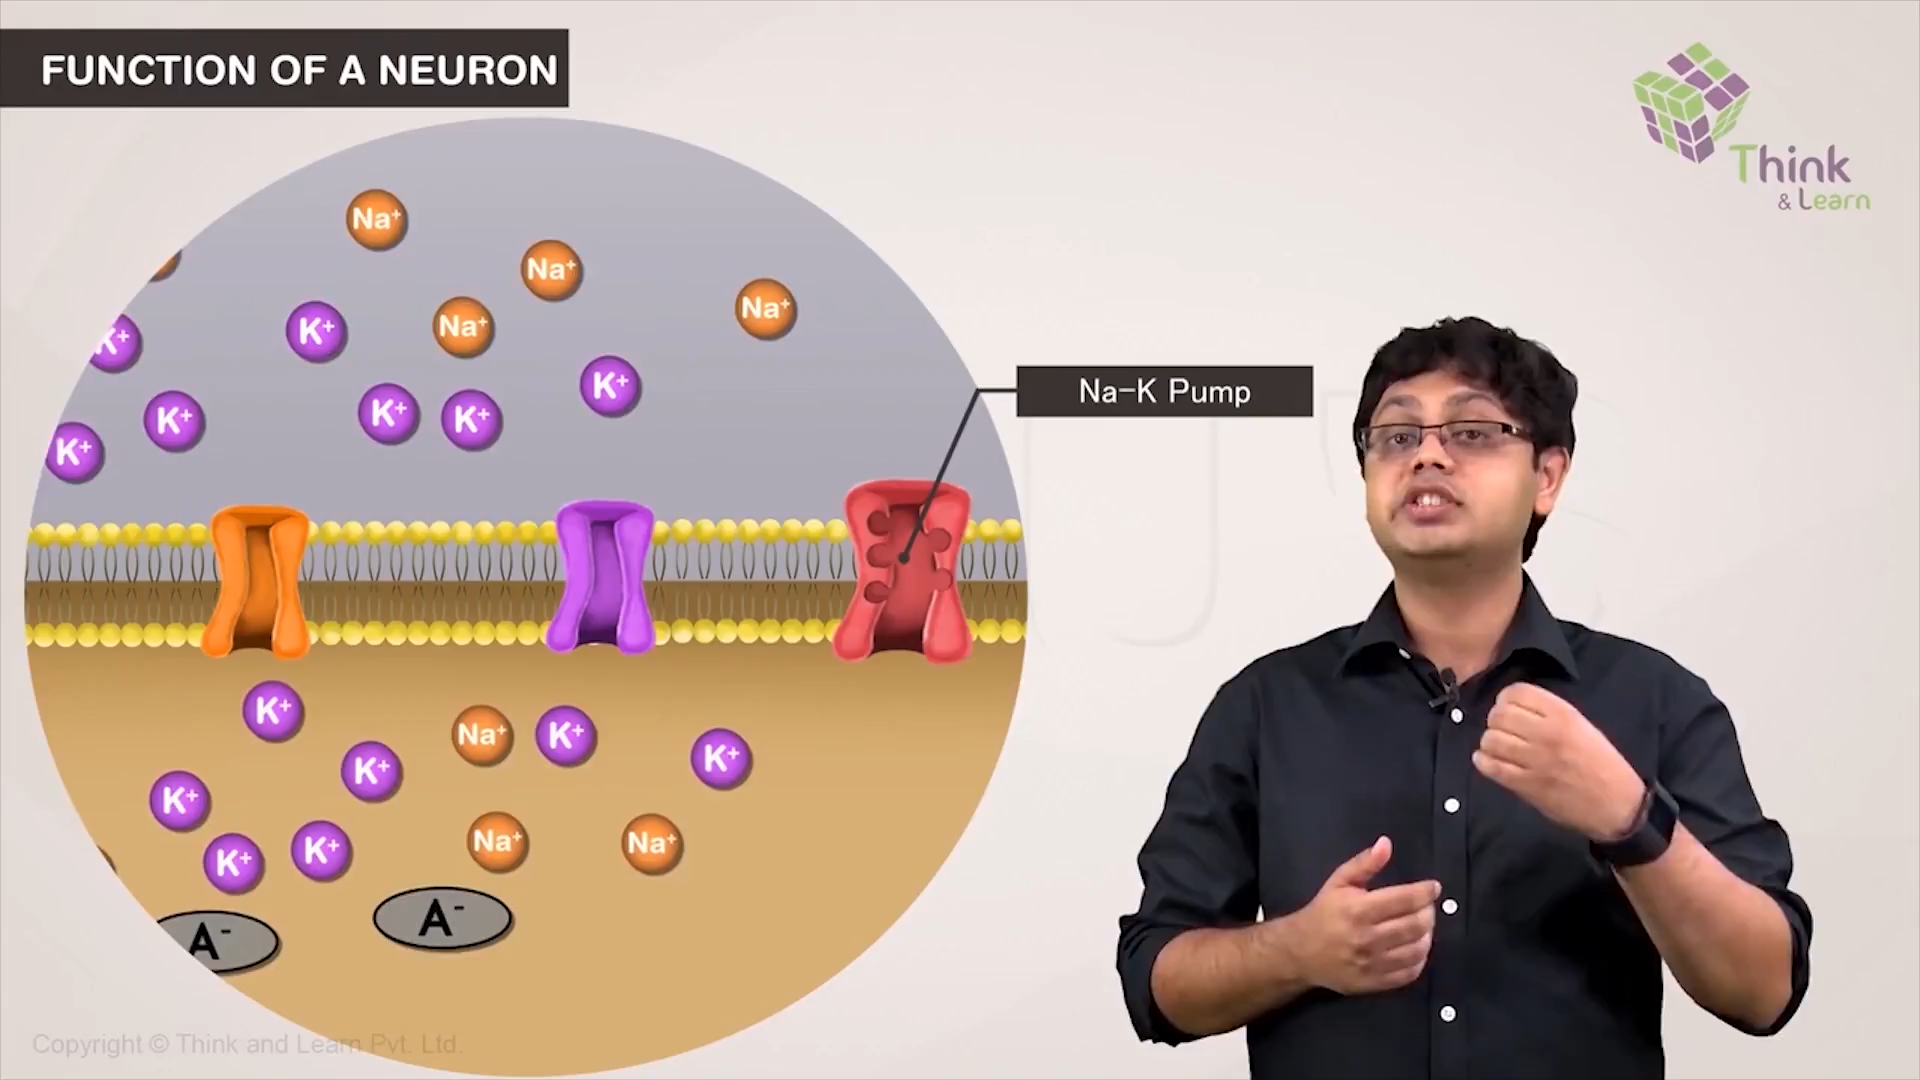 FUNCTION OF A NEURON
Think
& Learn
Na⁺
Na⁺
Na⁺
Na⁺
K⁺
K⁺
K⁺
K⁺
K⁺
K⁺
K⁺
Na–K Pump
K⁺
Na⁺
K⁺
K⁺
K⁺
K⁺
K⁺
K⁺
Na⁺
Na⁺
A⁻
A⁻
Copyright © Think and Learn Pvt. Ltd.